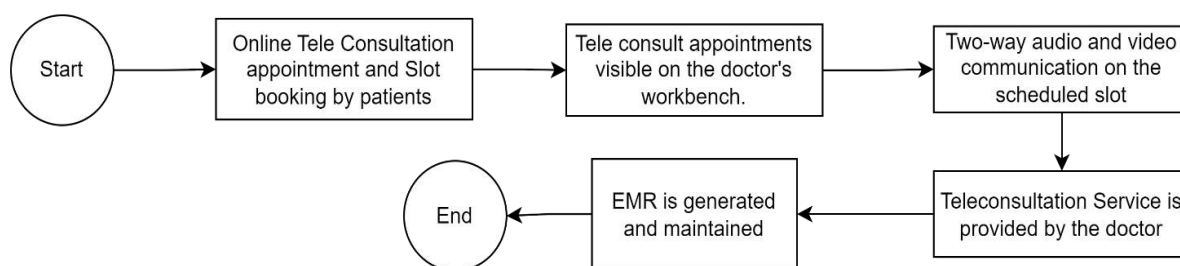 Start
Online Tele Consultation
appointment and Slot
booking by patients
Tele consult appointments
visible on the doctor's
workbench.
Two-way audio and video
communication on the
scheduled slot
Teleconsultation Service is
provided by the doctor
EMR is generated
and maintained
End